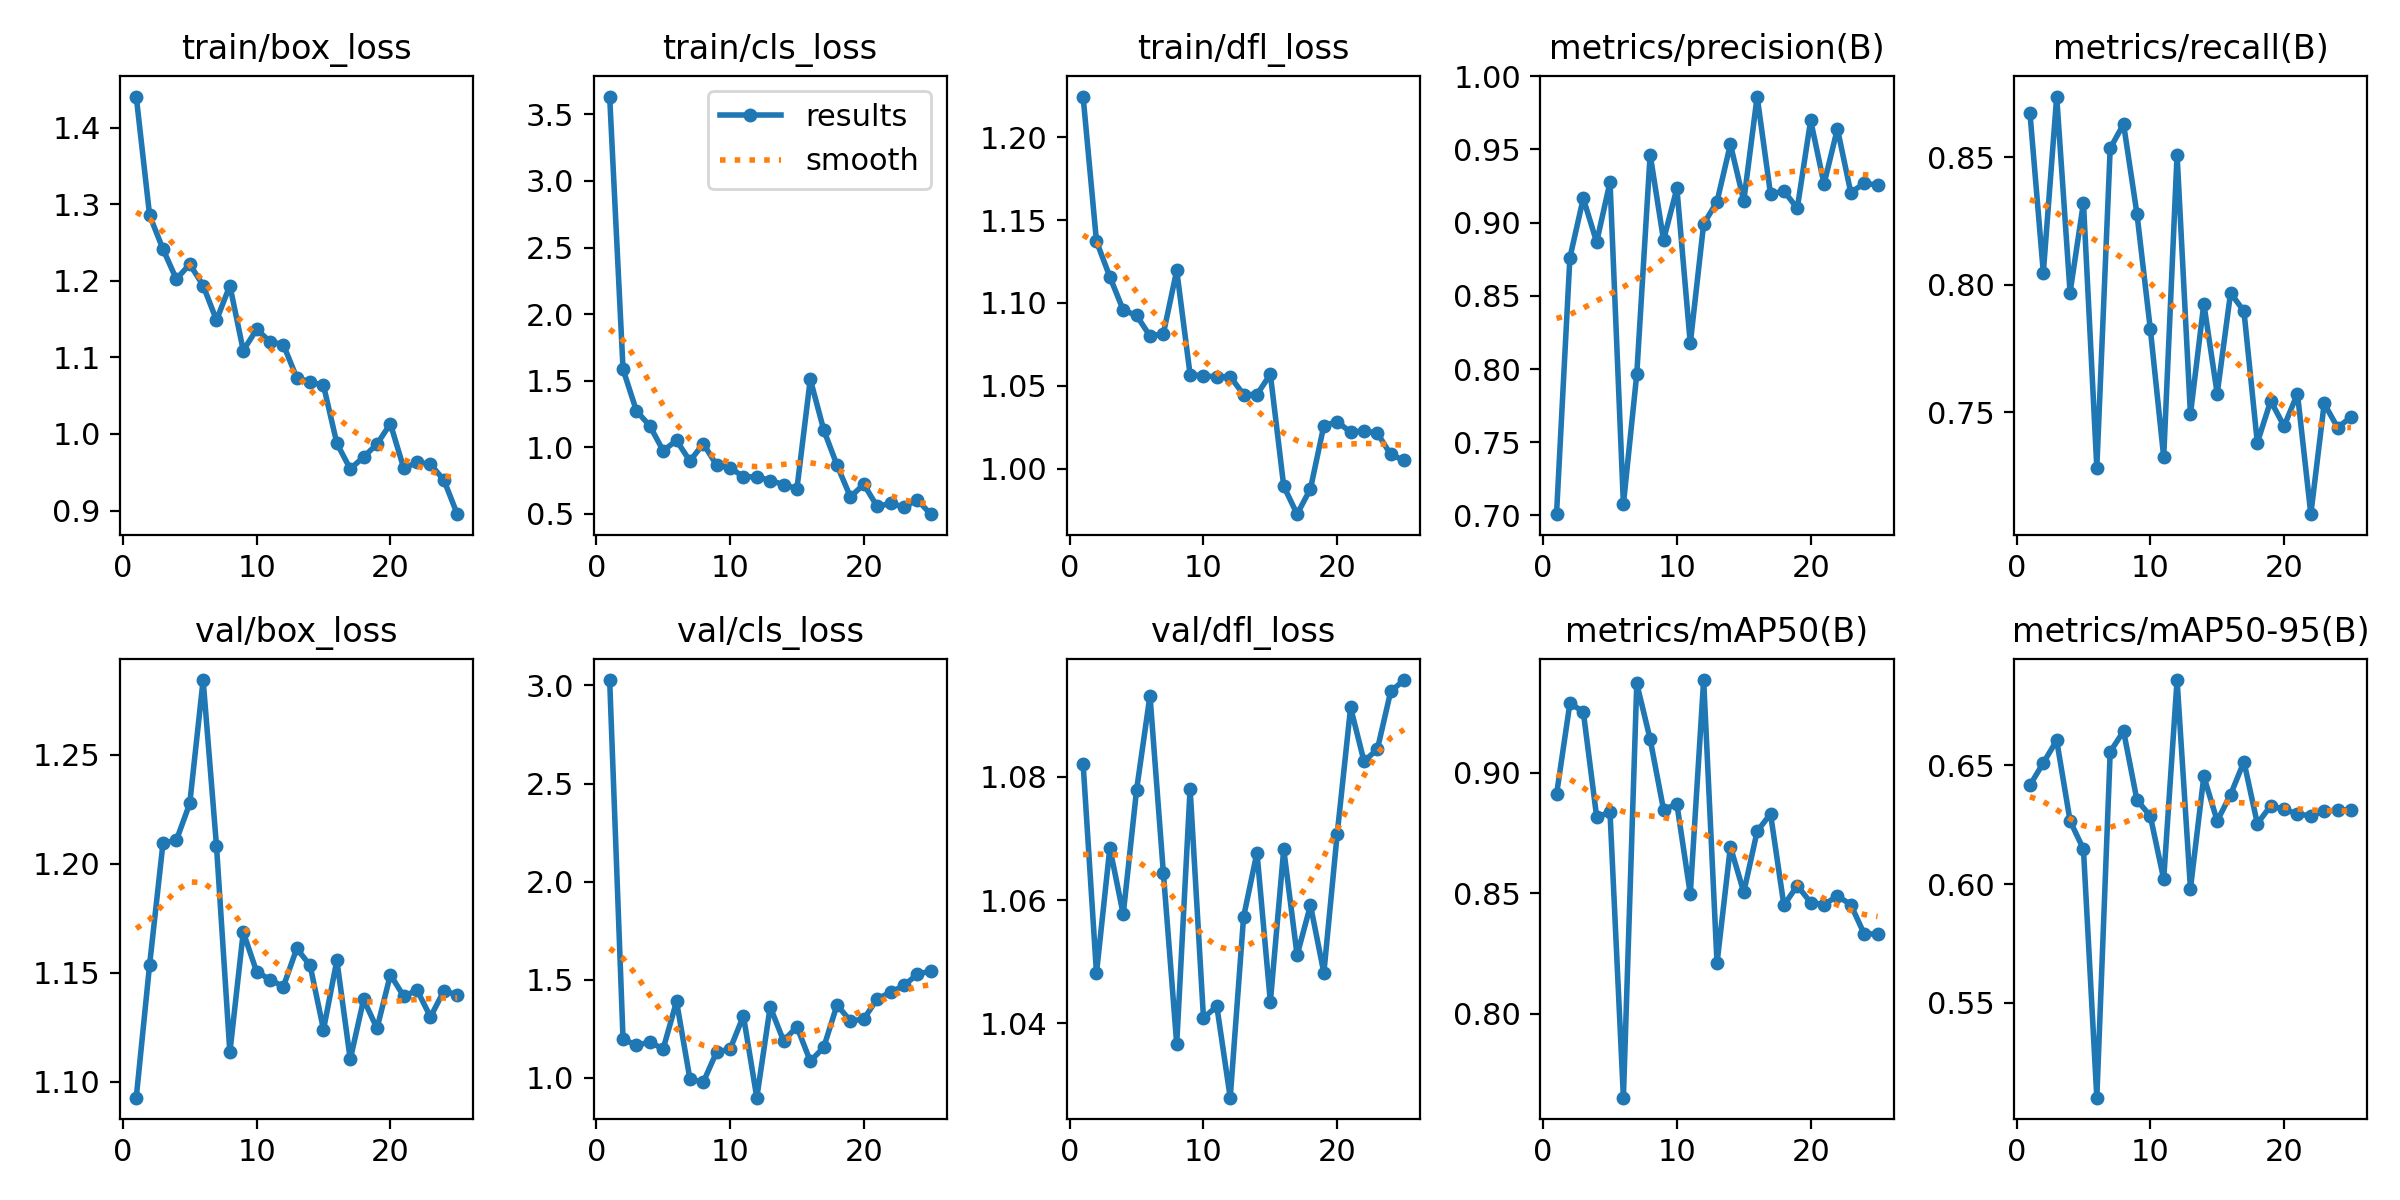 train/box_loss
1.4
1.3
1.2
1.1
1.0
0.9
0 10 20
train/cls_loss
results
smooth
3.5
3.0
2.5
2.0
1.5
1.0
0.5
0 10 20
train/dfl_loss
1.20
1.15
1.10
1.05
1.00
0 10 20
metrics/precision(B)
1.00
0.95
0.90
0.85
0.80
0.75
0.70
0 10 20
metrics/recall(B)
0.85
0.80
0.75
0 10 20
val/box_loss
1.25
1.20
1.15
1.10
0 10 20
val/cls_loss
3.0
2.5
2.0
1.5
1.0
0 10 20
val/dfl_loss
1.08
1.06
1.04
0 10 20
metrics/mAP50(B)
0.90
0.85
0.80
0 10 20
metrics/mAP50-95(B)
0.65
0.60
0.55
0 10 20